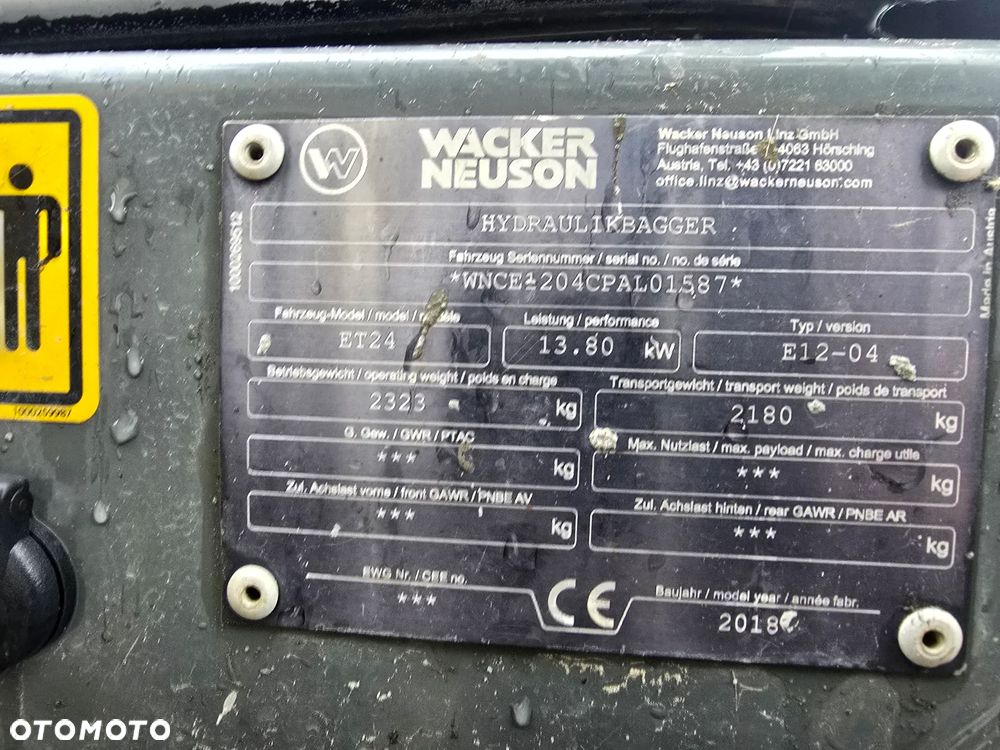 WACKER
NEUSON
Wacker Neuson Linz GmbH
Flughafenstraße 4063 Hörsching
Austria, Tel. +43 (0)7221 63000
office.linz@wackerneuson.com
HYDRAULIKBAGGER
Fahrzeug Seriennummer / serial no. / no. de série
Fahrzeug-Model / model / modèle
ET24
Leistung / performance
13.80 kW
Typ / version
E12-04
Betriebsgewicht / operating weight / poids en charge
2323 kg
Transportgewicht / transport weight / poids de transport
2180 kg
G. Gew. / GWR / PTAC
*** kg
Max. Nutzlast / max. payload / max. charge utile
*** kg
Zul. Achslast vorne / front GAWR / PNBE AV
*** kg
Zul. Achslast hinten / rear GAWR / PNBE AR
*** kg
EWG Nr. / CEE no.
***
CE
Baujahr / model year / année fabr.
2018
1000269512
Made in Austria
1000259987
OTOMOTO